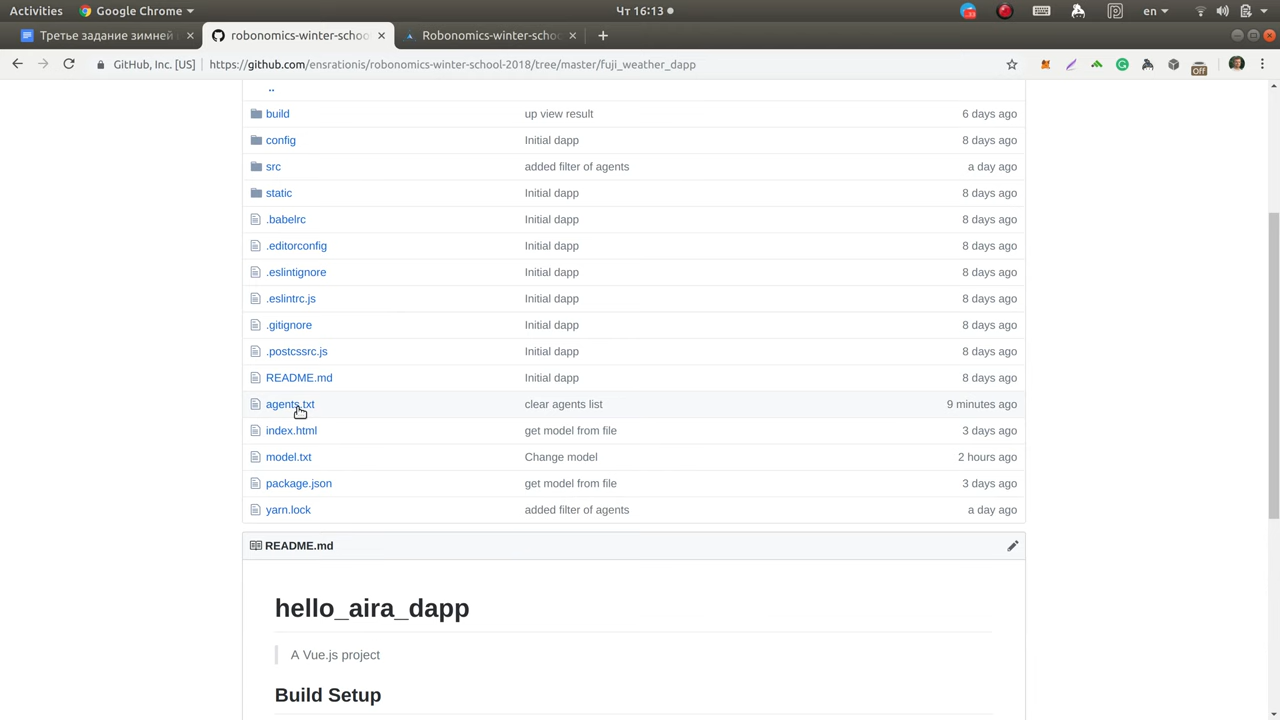 Activities Google Chrome Чт 16:13 en
Третье задание зимней robonomics-winter-schoo Robonomics-winter-schoo
GitHub, Inc. [US] https://github.com/ensrationis/robonomics-winter-school-2018/tree/master/fuji_weather_dapp Off
..
build up view result 6 days ago
config Initial dapp 8 days ago
src added filter of agents a day ago
static Initial dapp 8 days ago
.babelrc Initial dapp 8 days ago
.editorconfig Initial dapp 8 days ago
.eslintignore Initial dapp 8 days ago
.eslintrc.js Initial dapp 8 days ago
.gitignore Initial dapp 8 days ago
.postcssrc.js Initial dapp 8 days ago
README.md Initial dapp 8 days ago
agents.txt clear agents list 9 minutes ago
index.html get model from file 3 days ago
model.txt Change model 2 hours ago
package.json get model from file 3 days ago
yarn.lock added filter of agents a day ago
README.md
hello_aira_dapp
A Vue.js project
Build Setup